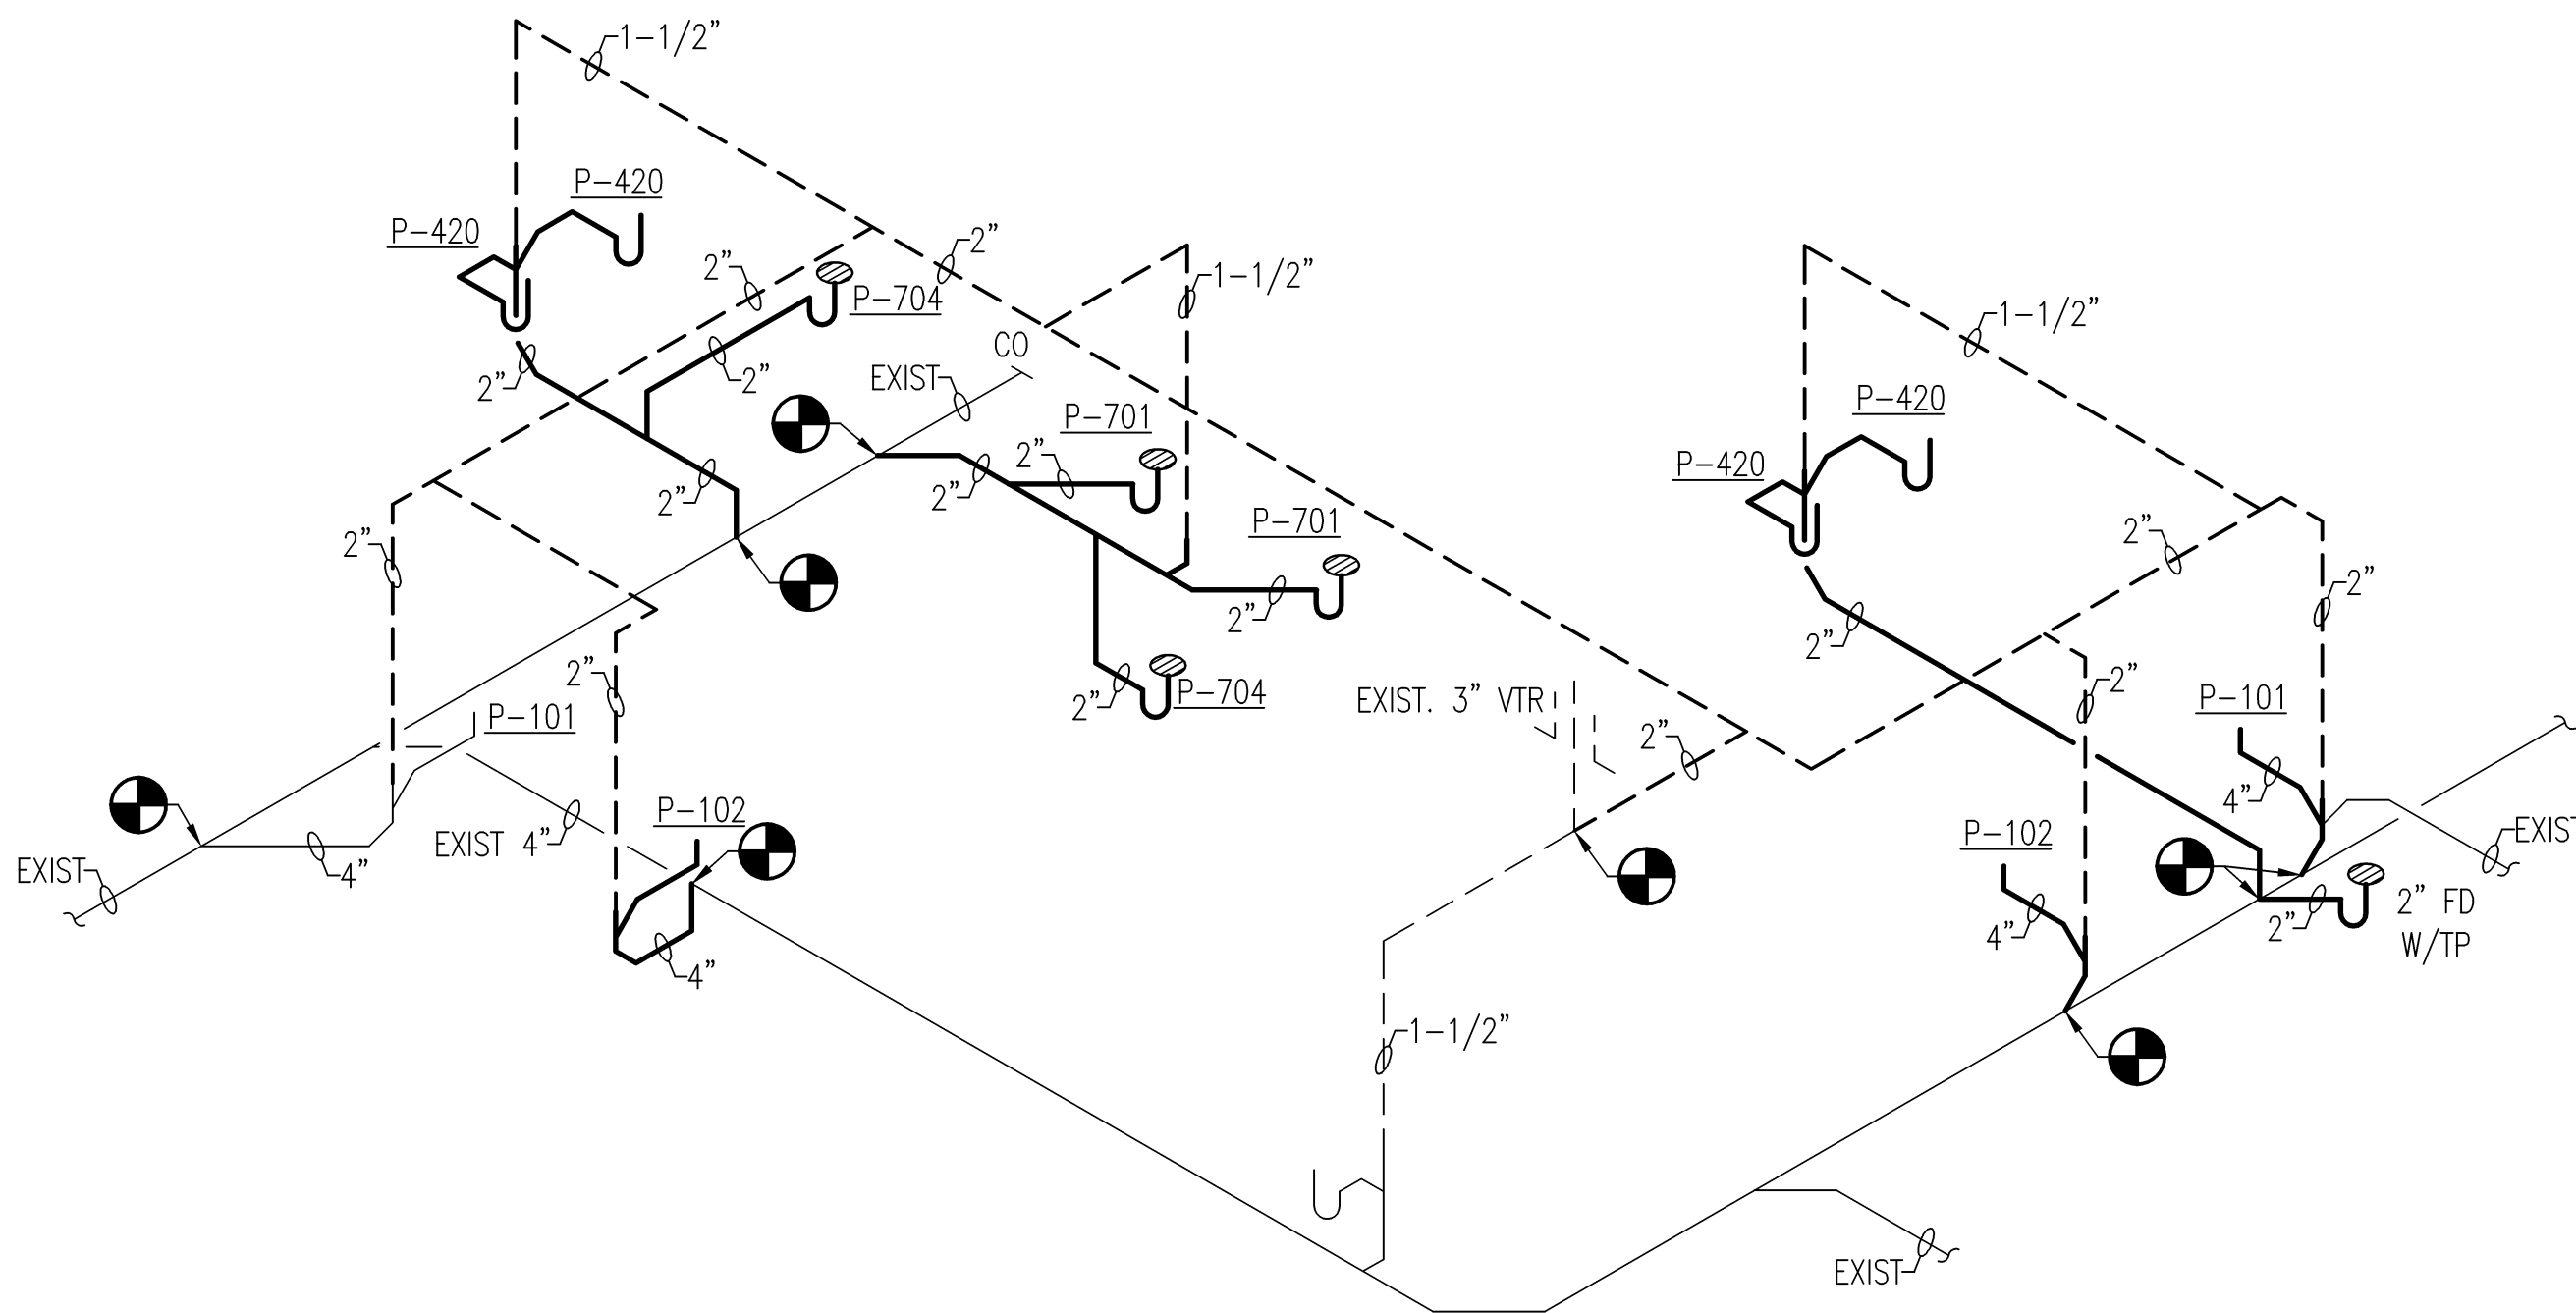 1-1/2”
P-420
P-420
2”
2”
1-1/2”
P-704
1-1/2”
CO
EXIST
2”
2”
P-420
P-701
2”
P-420
2”
2”
P-701
2”
2”
2”
2”
2”
2”
2”
P-704
2”
EXIST. 3” VTR
2”
P-101
P-101
2”
4”
P-102
EXIST 4”
P-102
EXIST
EXIST
4”
2” FD
W/TP
2”
4”
4”
1-1/2”
EXIST